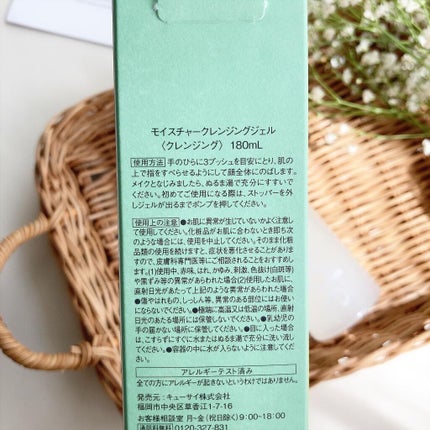 モイスチャークレンジングジェル
〈クレンジング〉 180mL
使用方法 手のひらに3プッシュを目安にとり、肌の
上で指をすべらせるようにして顔全体にのばします。
メイクとなじみましたら、ぬるま湯で充分にすすいで
ください。初めてご使用になる際は、ストッパーを外
しジェルが出るまでポンプを押してください。
使用上の注意 ●お肌に異常が生じていないかよく注意し
て使用してください。化粧品がお肌に合わないとき即ち次
のような場合には、使用を中止してください。そのまま化粧
品類の使用を続けますと、症状を悪化させることがありま
すので、皮膚科専門医等にご相談されることをおすすめし
ます。(1)使用中、赤味、はれ、かゆみ、刺激、色抜け(白斑等)
や黒ずみ等の異常があらわれた場合(2)使用したお肌に、
直射日光があたって上記のような異常があらわれた場合
●傷やはれもの、しっしん等、異常のある部位にはお使い
にならないでください。●極端に高温又は低温の場所、直射
日光のあたる場所には保管しないでください。●乳幼児の
手の届かない場所に保管してください。●目に入った場合
は、こすらずにすぐに水またはぬるま湯で充分に洗い流し
てください。●容器の中に水が入らないように注意してくだ
さい。
アレルギーテスト済み
全ての方にアレルギーが起きないというわけではありません。
発売元：キューサイ株式会社
福岡市中央区草香江1-7-16
お客様相談室 月~金(祝日除く)9:00~18:00
通話料無料 0120-327-831